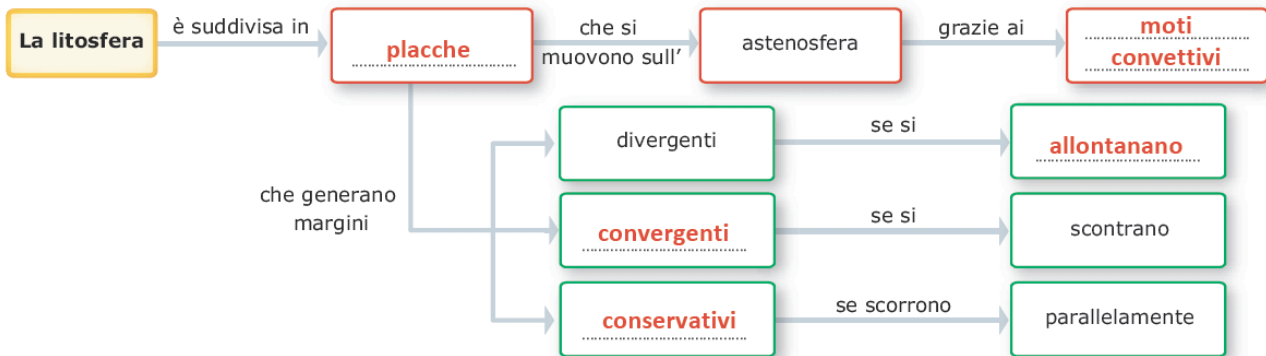 La litosfera
è suddivisa in
placche
che si
muovono sull'
astenosfera
grazie ai
moti
convettivi
che generano
margini
divergenti
se si
allontanano
convergenti
se si
scontrano
conservativi
se scorrono
parallelamente